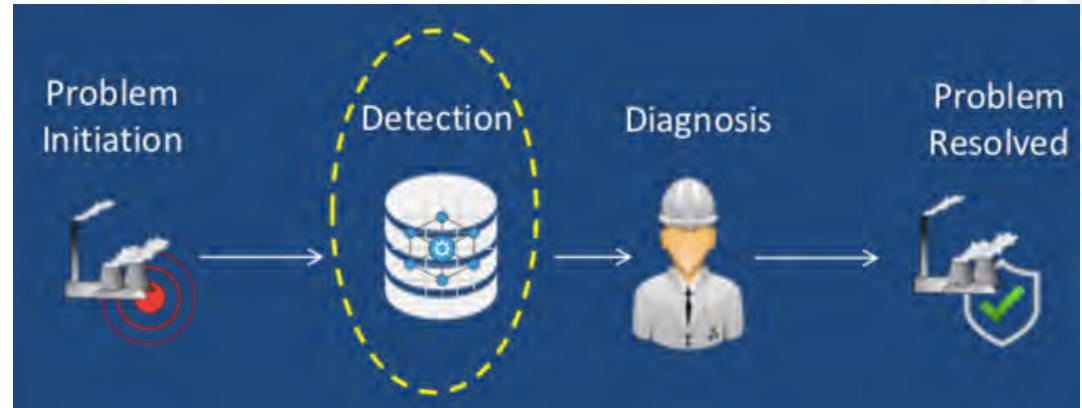 Problem
Initiation
Detection
Diagnosis
Problem
Resolved